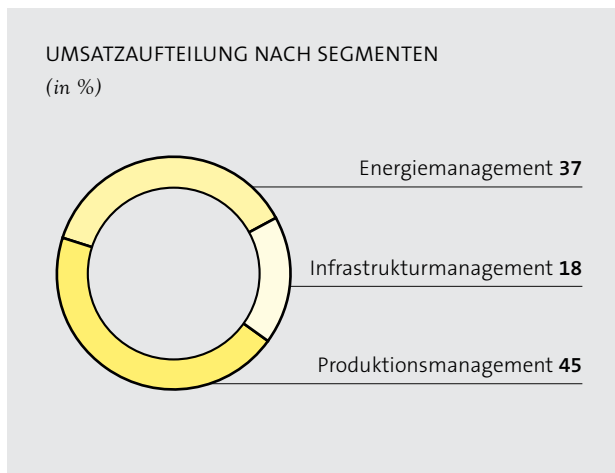 UMSATZAUFTEILUNG NACH SEGMENTEN
(in %)
Energiemanagement 37
Infrastrukturmanagement 18
Produktionsmanagement 45